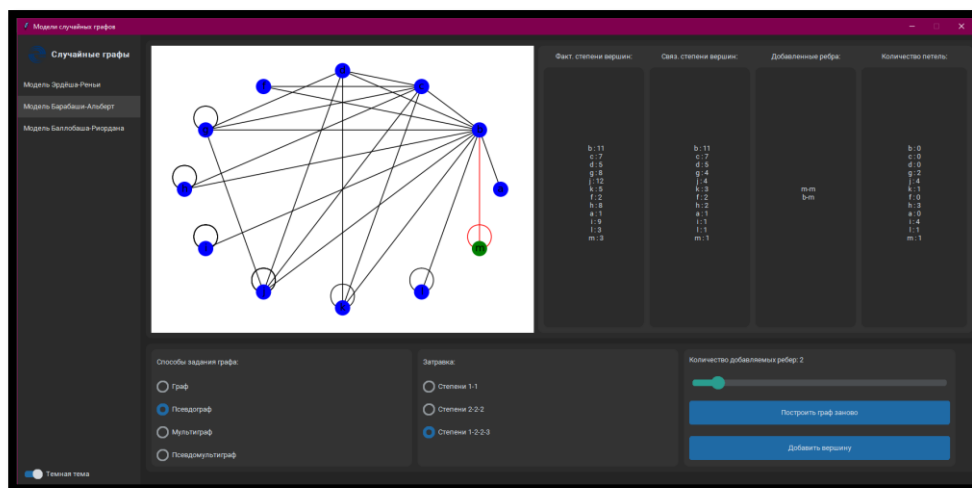 Модели случайных графов
Случайные графы
Модель Эрдёша-Реньи
Модель Барабаши-Альберт
Модель Баллобаша-Риордана
d
c
g
b
h
a
m
Факт. степени вершин:
b : 11
c : 7
d : 5
g : 8
j : 12
k : 5
f : 2
h : 8
a : 1
i : 9
l : 3
m : 3
Связ. степени вершин:
b : 11
c : 7
d : 5
g : 4
j : 4
k : 3
f : 2
h : 2
a : 1
i : 1
l : 1
m : 1
Добавленные ребра:
m-m
b-m
Количество петель:
b : 0
c : 0
d : 0
g : 2
j : 4
k : 1
f : 0
h : 3
a : 0
i : 4
l : 1
m : 1
Способы задания графа:
Граф
Псевдограф
Мультиграф
Псевдомультиграф
Затравка:
Степени 1-1
Степени 2-2-2
Степени 1-2-2-3
Количество добавляемых ребер: 2
Построить граф заново
Добавить вершину
Темная тема